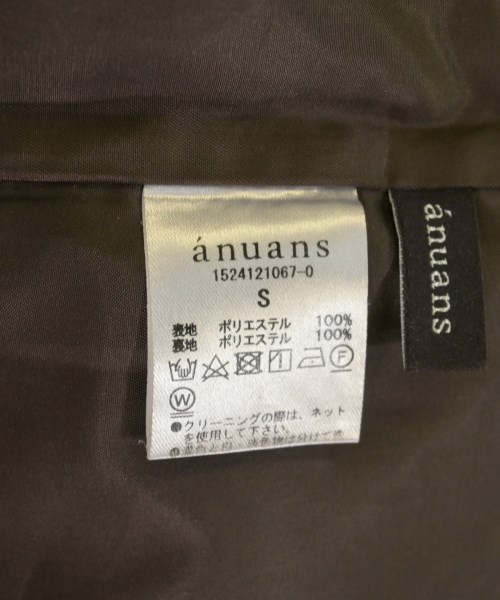 ánuans
1524121067-0
S
表地 ポリエステル 100%
裏地 ポリエステル 100%
F
W
●クリーニングの際は、ネット
を使用して下さい。
ánuans